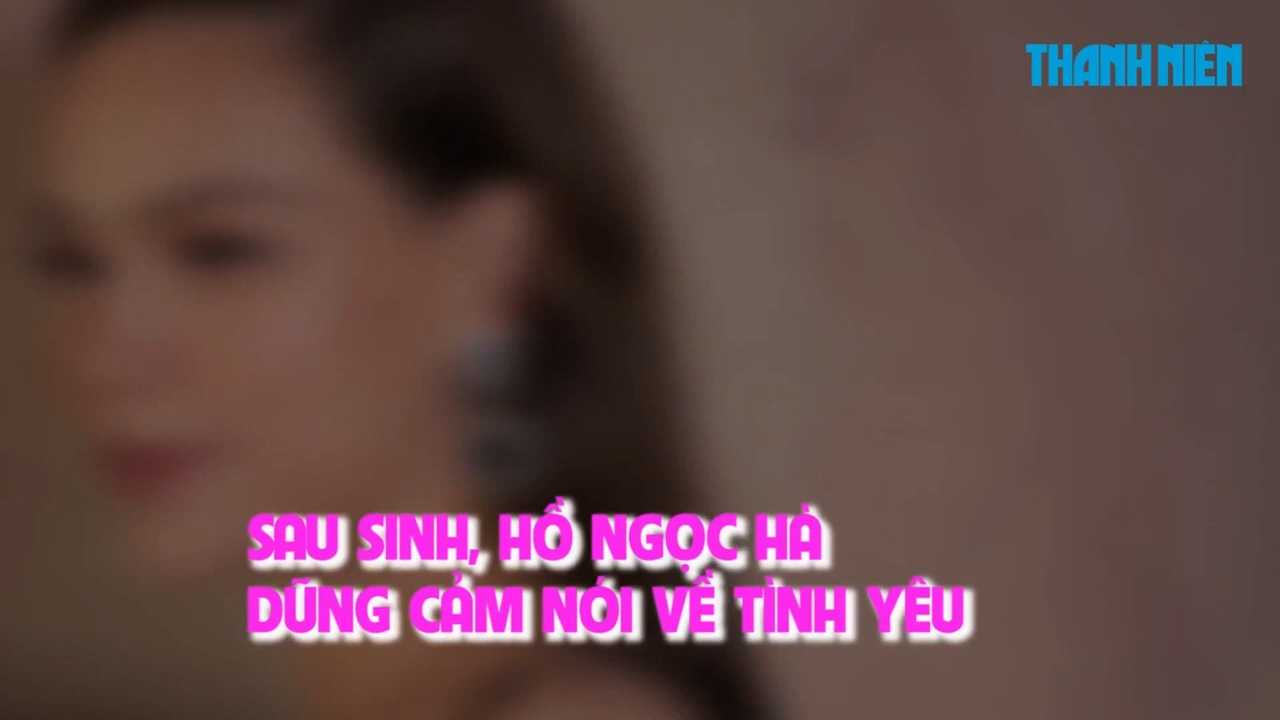 THANH NIÊN
SAU SINH, HỒ NGỌC HÀ
DŨNG CẢM NÓI VỀ TÌNH YÊU